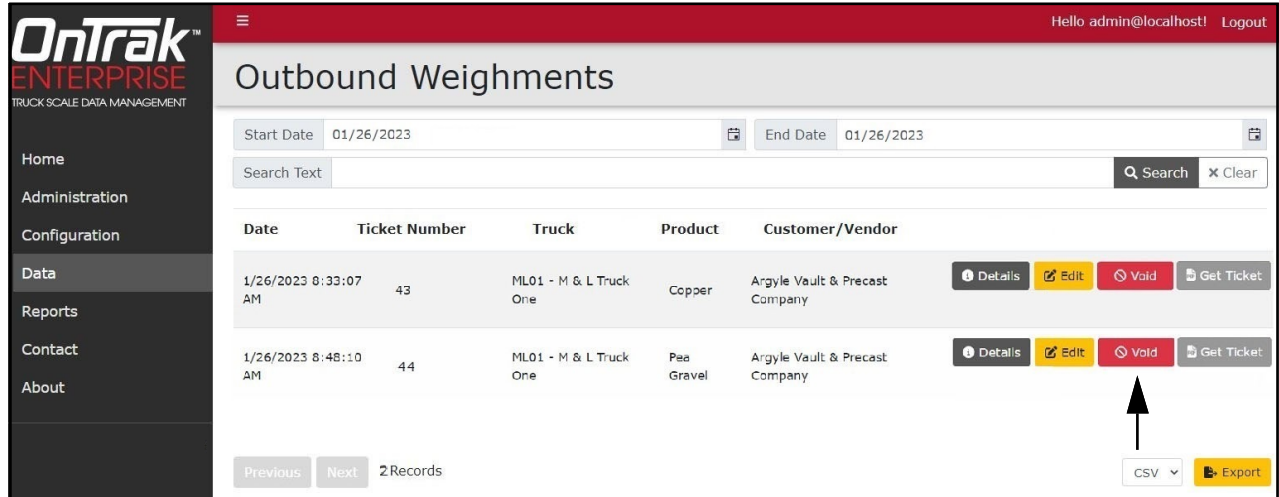 OnTrak™
ENTERPRISE
TRUCK SCALE DATA MANAGEMENT
Home
Administration
Configuration
Data
Reports
Contact
About
Hello admin@localhost! Logout
Outbound Weighments
Start Date 01/26/2023 End Date 01/26/2023
Search Text Search Clear
Date Ticket Number Truck Product Customer/Vendor
1/26/2023 8:33:07 ML01 - M & L Truck Argyle Vault & Precast Details Edit Void Get Ticket
AM 43 One Copper Company
1/26/2023 8:48:10 ML01 - M & L Truck Pea Argyle Vault & Precast Details Edit Void Get Ticket
AM 44 One Gravel Company
Previous Next 2 Records CSV Export